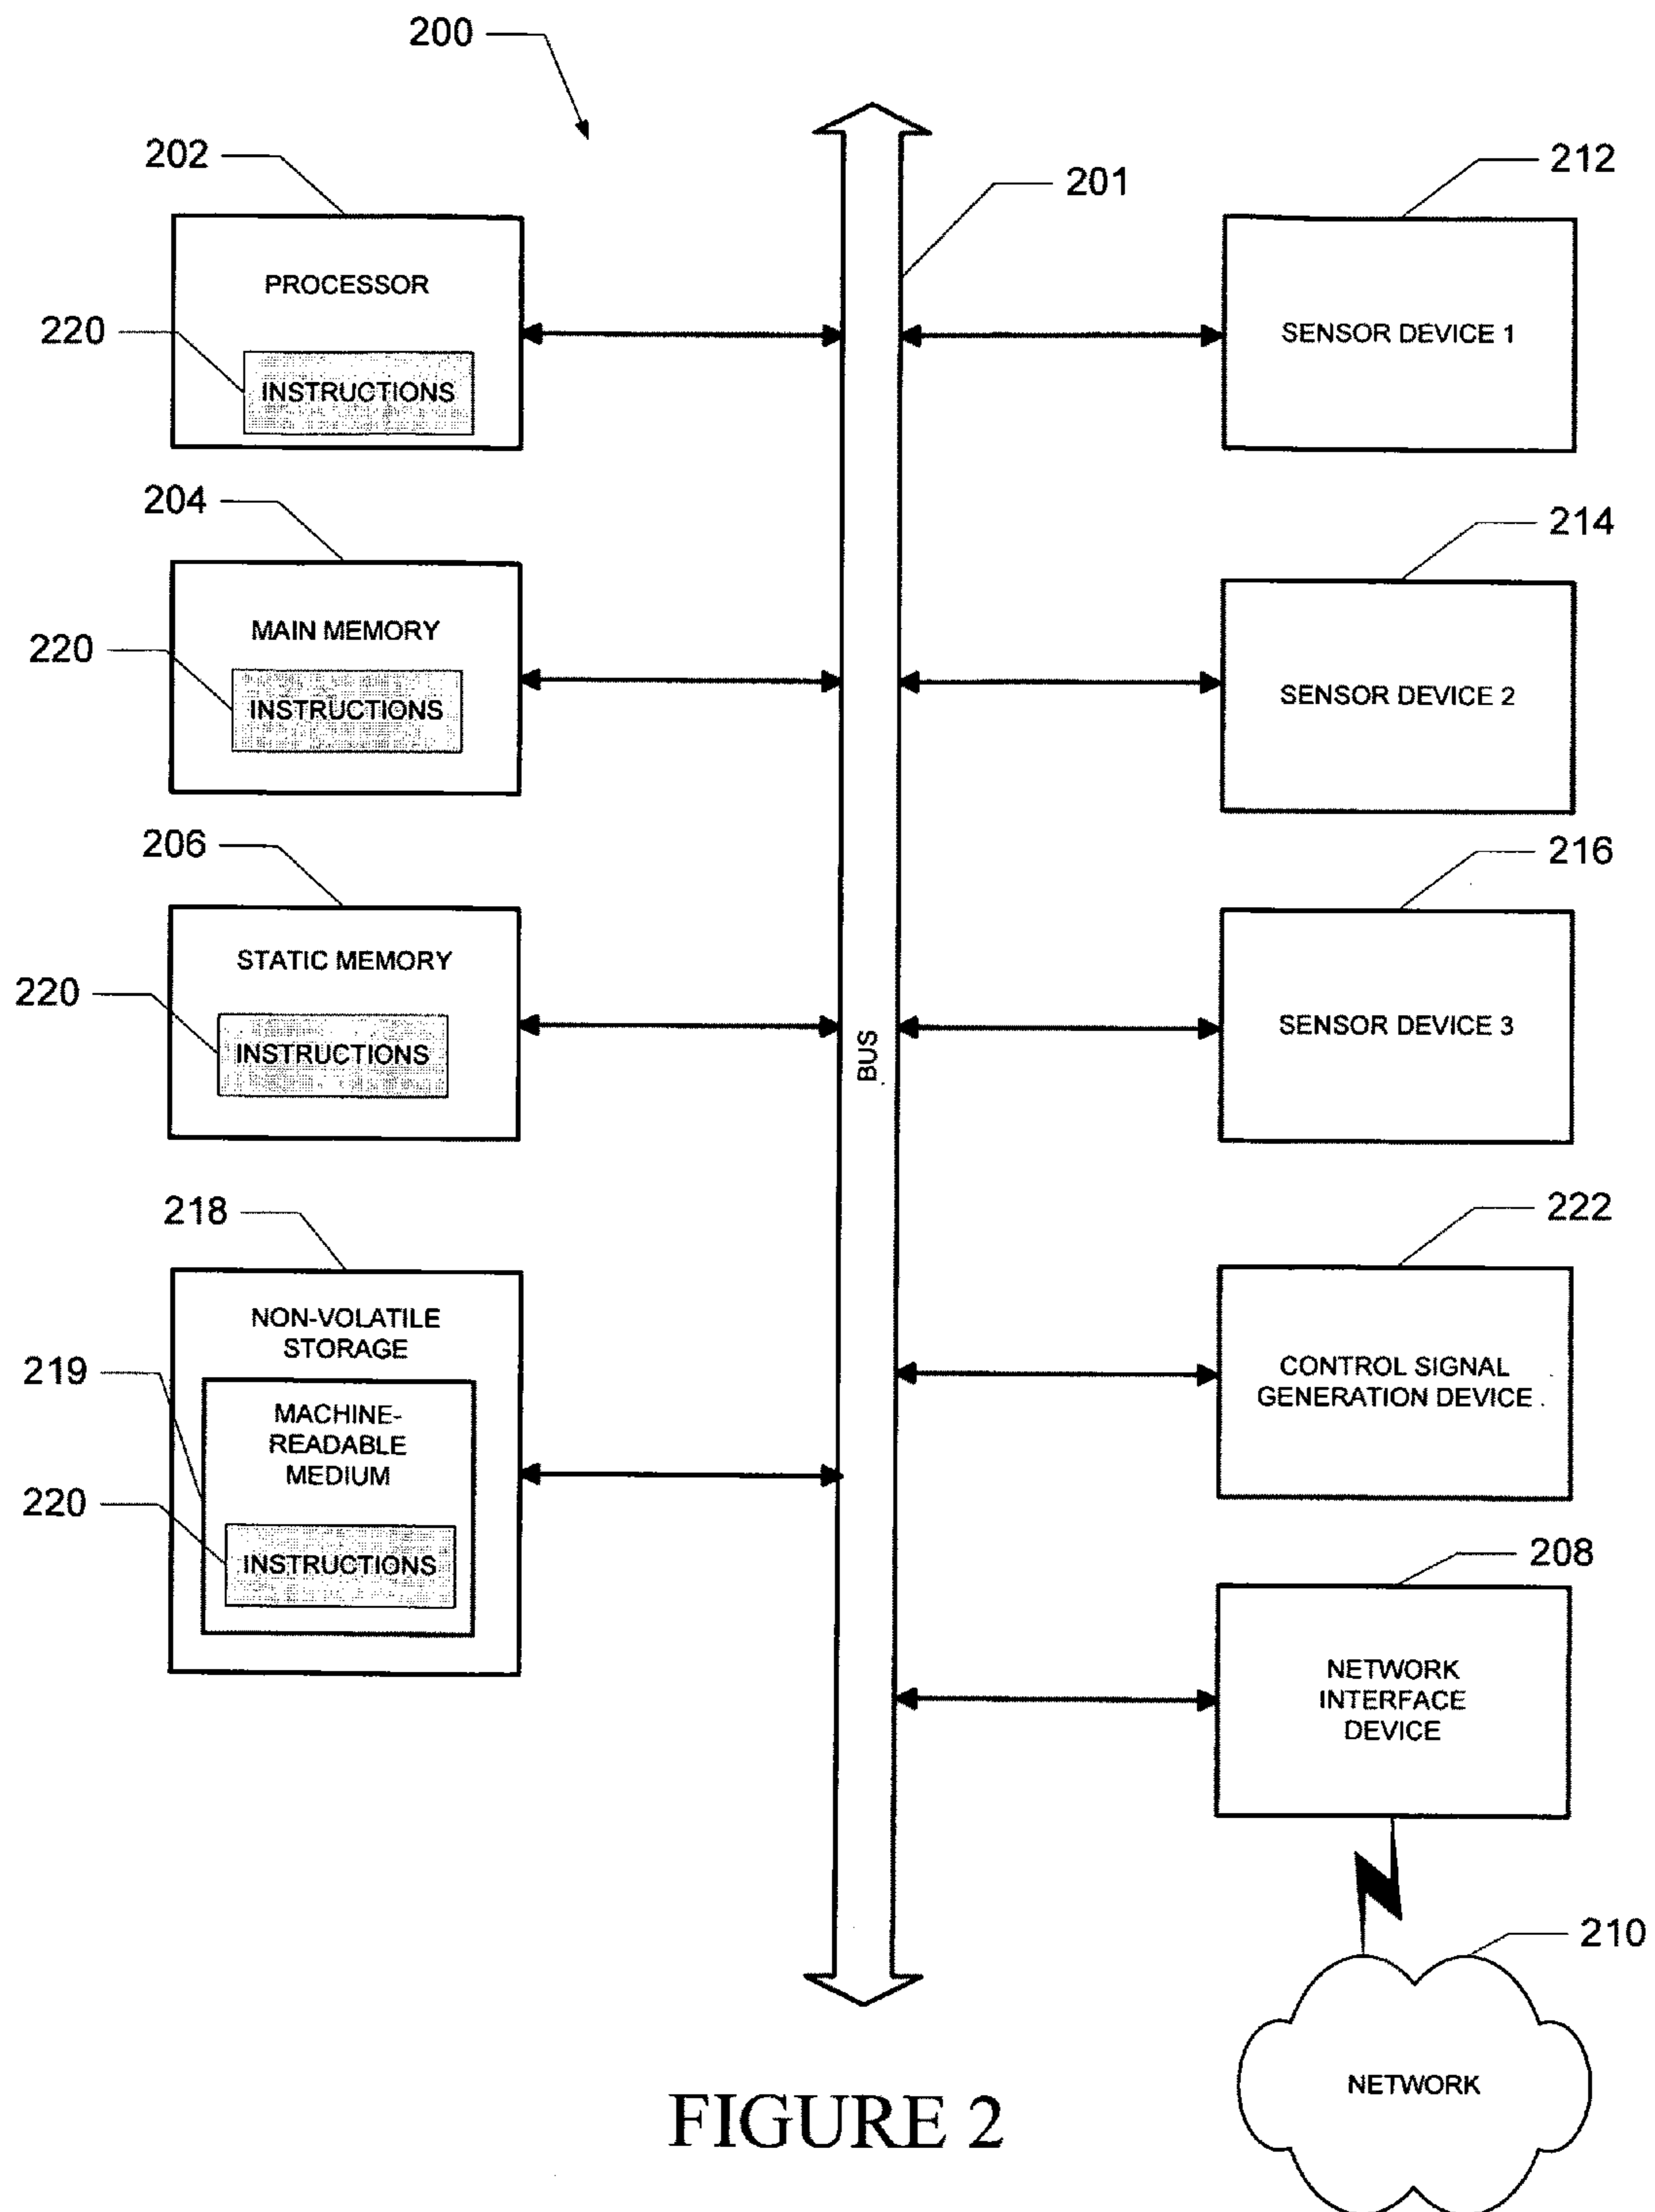 200
202
PROCESSOR
220
INSTRUCTIONS
204
MAIN MEMORY
220
INSTRUCTIONS
206
STATIC MEMORY
220
INSTRUCTIONS
218
NON-VOLATILE
STORAGE
219
MACHINE-
READABLE
MEDIUM
220
INSTRUCTIONS
201
BUS
212
SENSOR DEVICE 1
214
SENSOR DEVICE 2
216
SENSOR DEVICE 3
222
CONTROL SIGNAL
GENERATION DEVICE
208
NETWORK
INTERFACE
DEVICE
210
NETWORK
FIGURE 2